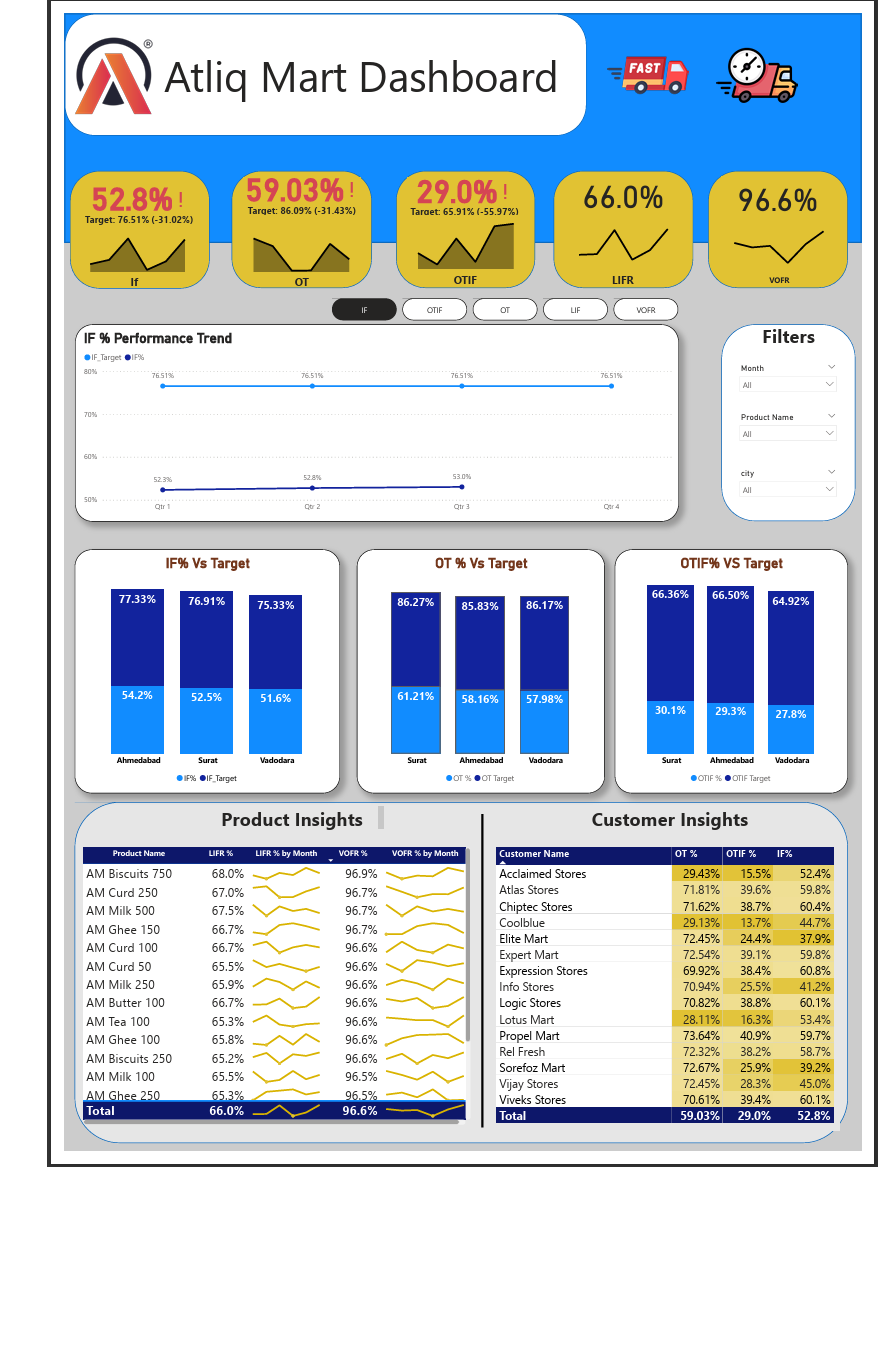 ®
Atliq Mart Dashboard
FAST
52.8% !
Target: 76.51% (-31.02%)
If
59.03% !
Target: 86.09% (-31.43%)
OT
29.0% !
Target: 65.91% (-55.97%)
OTIF
66.0%
LIFR
96.6%
VOFR
IF OTIF OT LIF VOFR
IF % Performance Trend
IF_Target IF%
80%
76.51% 76.51% 76.51% 76.51%
70%
60%
52.3% 52.8% 53.0%
50%
Qtr 1 Qtr 2 Qtr 3 Qtr 4
Filters
Month
All
Product Name
All
city
All
IF% Vs Target
77.33% 76.91% 75.33%
54.2% 52.5% 51.6%
Ahmedabad Surat Vadodara
IF% IF_Target
OT % Vs Target
86.27% 85.83% 86.17%
61.21% 58.16% 57.98%
Surat Ahmedabad Vadodara
OT % OT Target
OTIF% VS Target
66.36% 66.50% 64.92%
30.1% 29.3% 27.8%
Surat Ahmedabad Vadodara
OTIF % OTIF Target
Product Insights
Product Name LIFR % LIFR % by Month VOFR % VOFR % by Month
AM Biscuits 750 68.0% 96.9%
AM Curd 250 67.0% 96.7%
AM Milk 500 67.5% 96.7%
AM Ghee 150 66.7% 96.7%
AM Curd 100 66.7% 96.6%
AM Curd 50 65.5% 96.6%
AM Milk 250 65.9% 96.6%
AM Butter 100 66.7% 96.6%
AM Tea 100 65.3% 96.6%
AM Ghee 100 65.8% 96.6%
AM Biscuits 250 65.2% 96.6%
AM Milk 100 65.5% 96.5%
AM Ghee 250 65.3% 96.5%
Total 66.0% 96.6%
Customer Insights
Customer Name OT % OTIF % IF%
Acclaimed Stores 29.43% 15.5% 52.4%
Atlas Stores 71.81% 39.6% 59.8%
Chiptec Stores 71.62% 38.7% 60.4%
Coolblue 29.13% 13.7% 44.7%
Elite Mart 72.45% 24.4% 37.9%
Expert Mart 72.54% 39.1% 59.8%
Expression Stores 69.92% 38.4% 60.8%
Info Stores 70.94% 25.5% 41.2%
Logic Stores 70.82% 38.8% 60.1%
Lotus Mart 28.11% 16.3% 53.4%
Propel Mart 73.64% 40.9% 59.7%
Rel Fresh 72.32% 38.2% 58.7%
Sorefoz Mart 72.67% 25.9% 39.2%
Vijay Stores 72.45% 28.3% 45.0%
Viveks Stores 70.61% 39.4% 60.1%
Total 59.03% 29.0% 52.8%